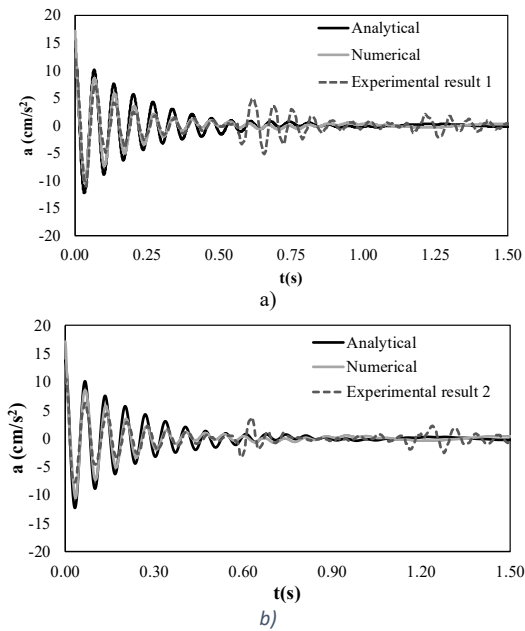 20
15
10
5
0
-5
-10
-15
-20
a (cm/s²)
Analytical
Numerical
Experimental result 1
0.00 0.25 0.50 0.75 1.00 1.25 1.50
t(s)
a)
20
15
10
5
0
-5
-10
-15
-20
a (cm/s²)
Analytical
Numerical
Experimental result 2
0.00 0.30 0.60 0.90 1.20 1.50
t(s)
b)